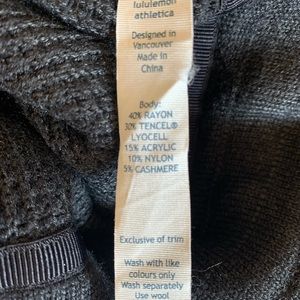 lululemon
athletica
Designed in
Vancouver
Made in
China
Body:
40% RAYON
30% TENCEL®
LYOCELL
15% ACRYLIC
10% NYLON
5% CASHMERE
Exclusive of trim
Wash with like
colours only
Wash separately
Use wool